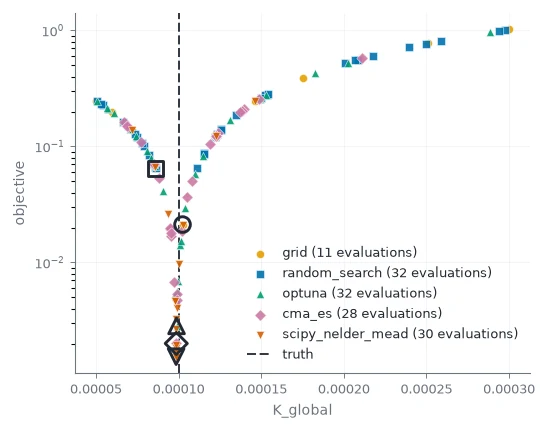 10⁰
10⁻¹
10⁻²
objective
grid (11 evaluations)
random_search (32 evaluations)
optuna (32 evaluations)
cma_es (28 evaluations)
scipy_nelder_mead (30 evaluations)
truth
0.00005 0.00010 0.00015 0.00020 0.00025 0.00030
K_global